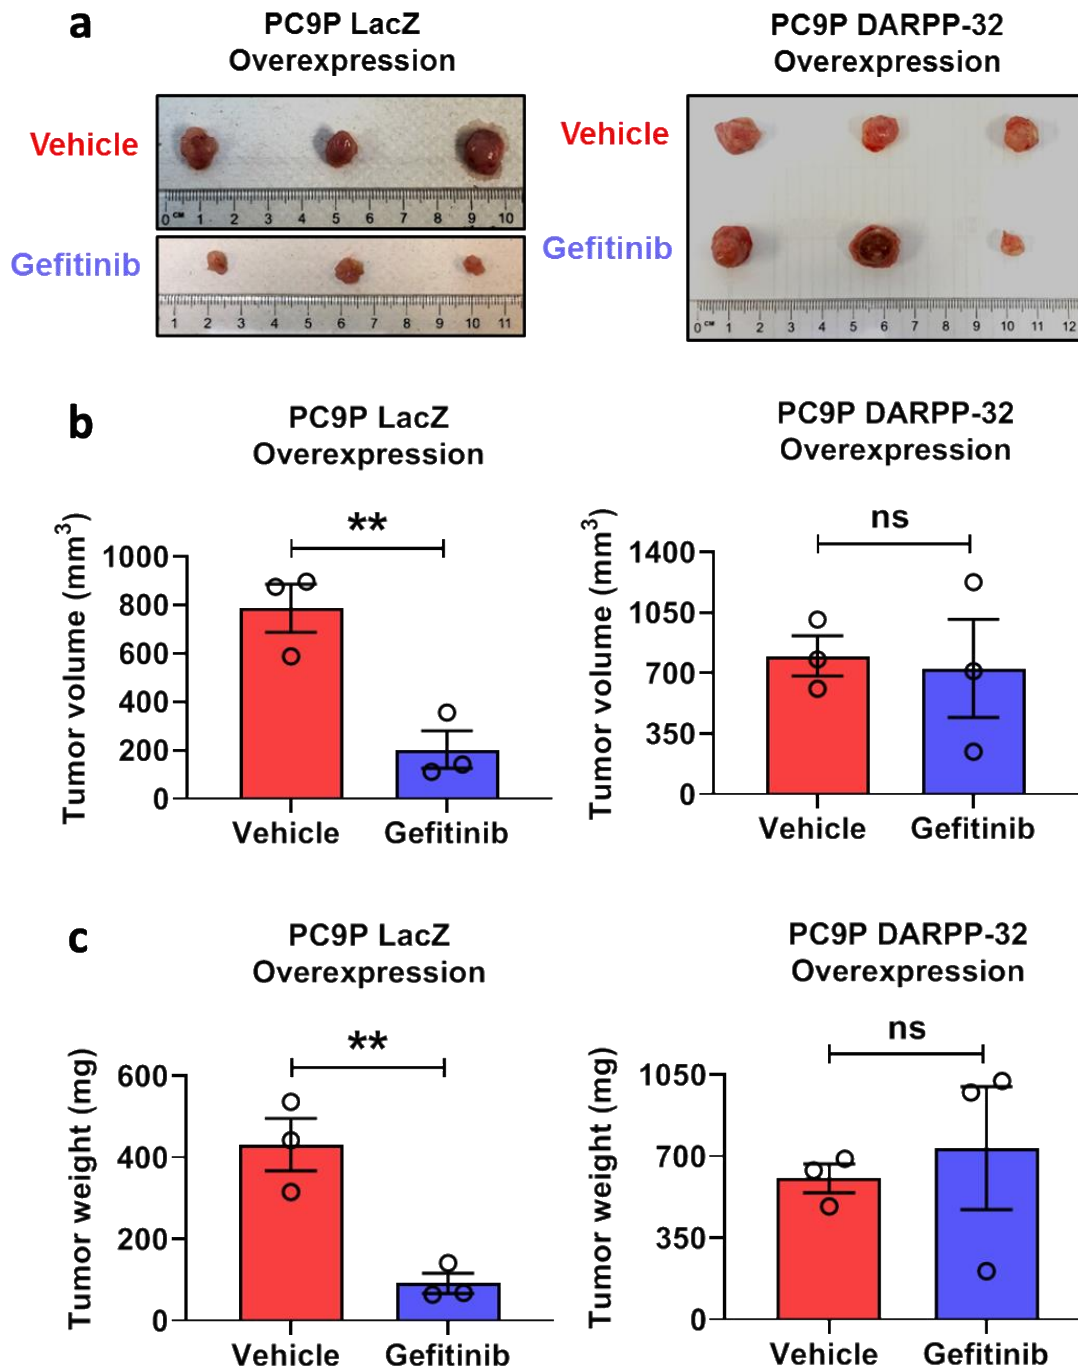 a
PC9P LacZ
Overexpression
PC9P DARPP-32
Overexpression
Vehicle
0 CM 1 2 3 4 5 6 7 8 9 10
Gefitinib
1 2 3 4 5 6 7 8 9 10 11
Vehicle
Gefitinib
0 CM 1 2 3 4 5 6 7 8 9 10 11 12
b
PC9P LacZ
Overexpression
**
Tumor volume (mm³)
1000
800
600
400
200
0
Vehicle Gefitinib
PC9P DARPP-32
Overexpression
ns
Tumor volume (mm³)
1400
1050
700
350
0
Vehicle Gefitinib
c
PC9P LacZ
Overexpression
**
Tumor weight (mg)
600
400
200
0
Vehicle Gefitinib
PC9P DARPP-32
Overexpression
ns
Tumor weight (mg)
1050
700
350
0
Vehicle Gefitinib